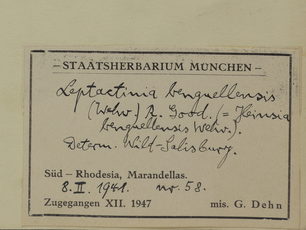 – STAATSHERBARIUM MÜNCHEN –
Leptactinia benguellensis
(Welw.) R. Good. (= Heinsia
benguellensis Welw.).
Determ. Wild-Salisbury.
Süd – Rhodesia, Marandellas.
8. II. 1941. nr. 58.
Zugegangen XII. 1947 mis. G. Dehn